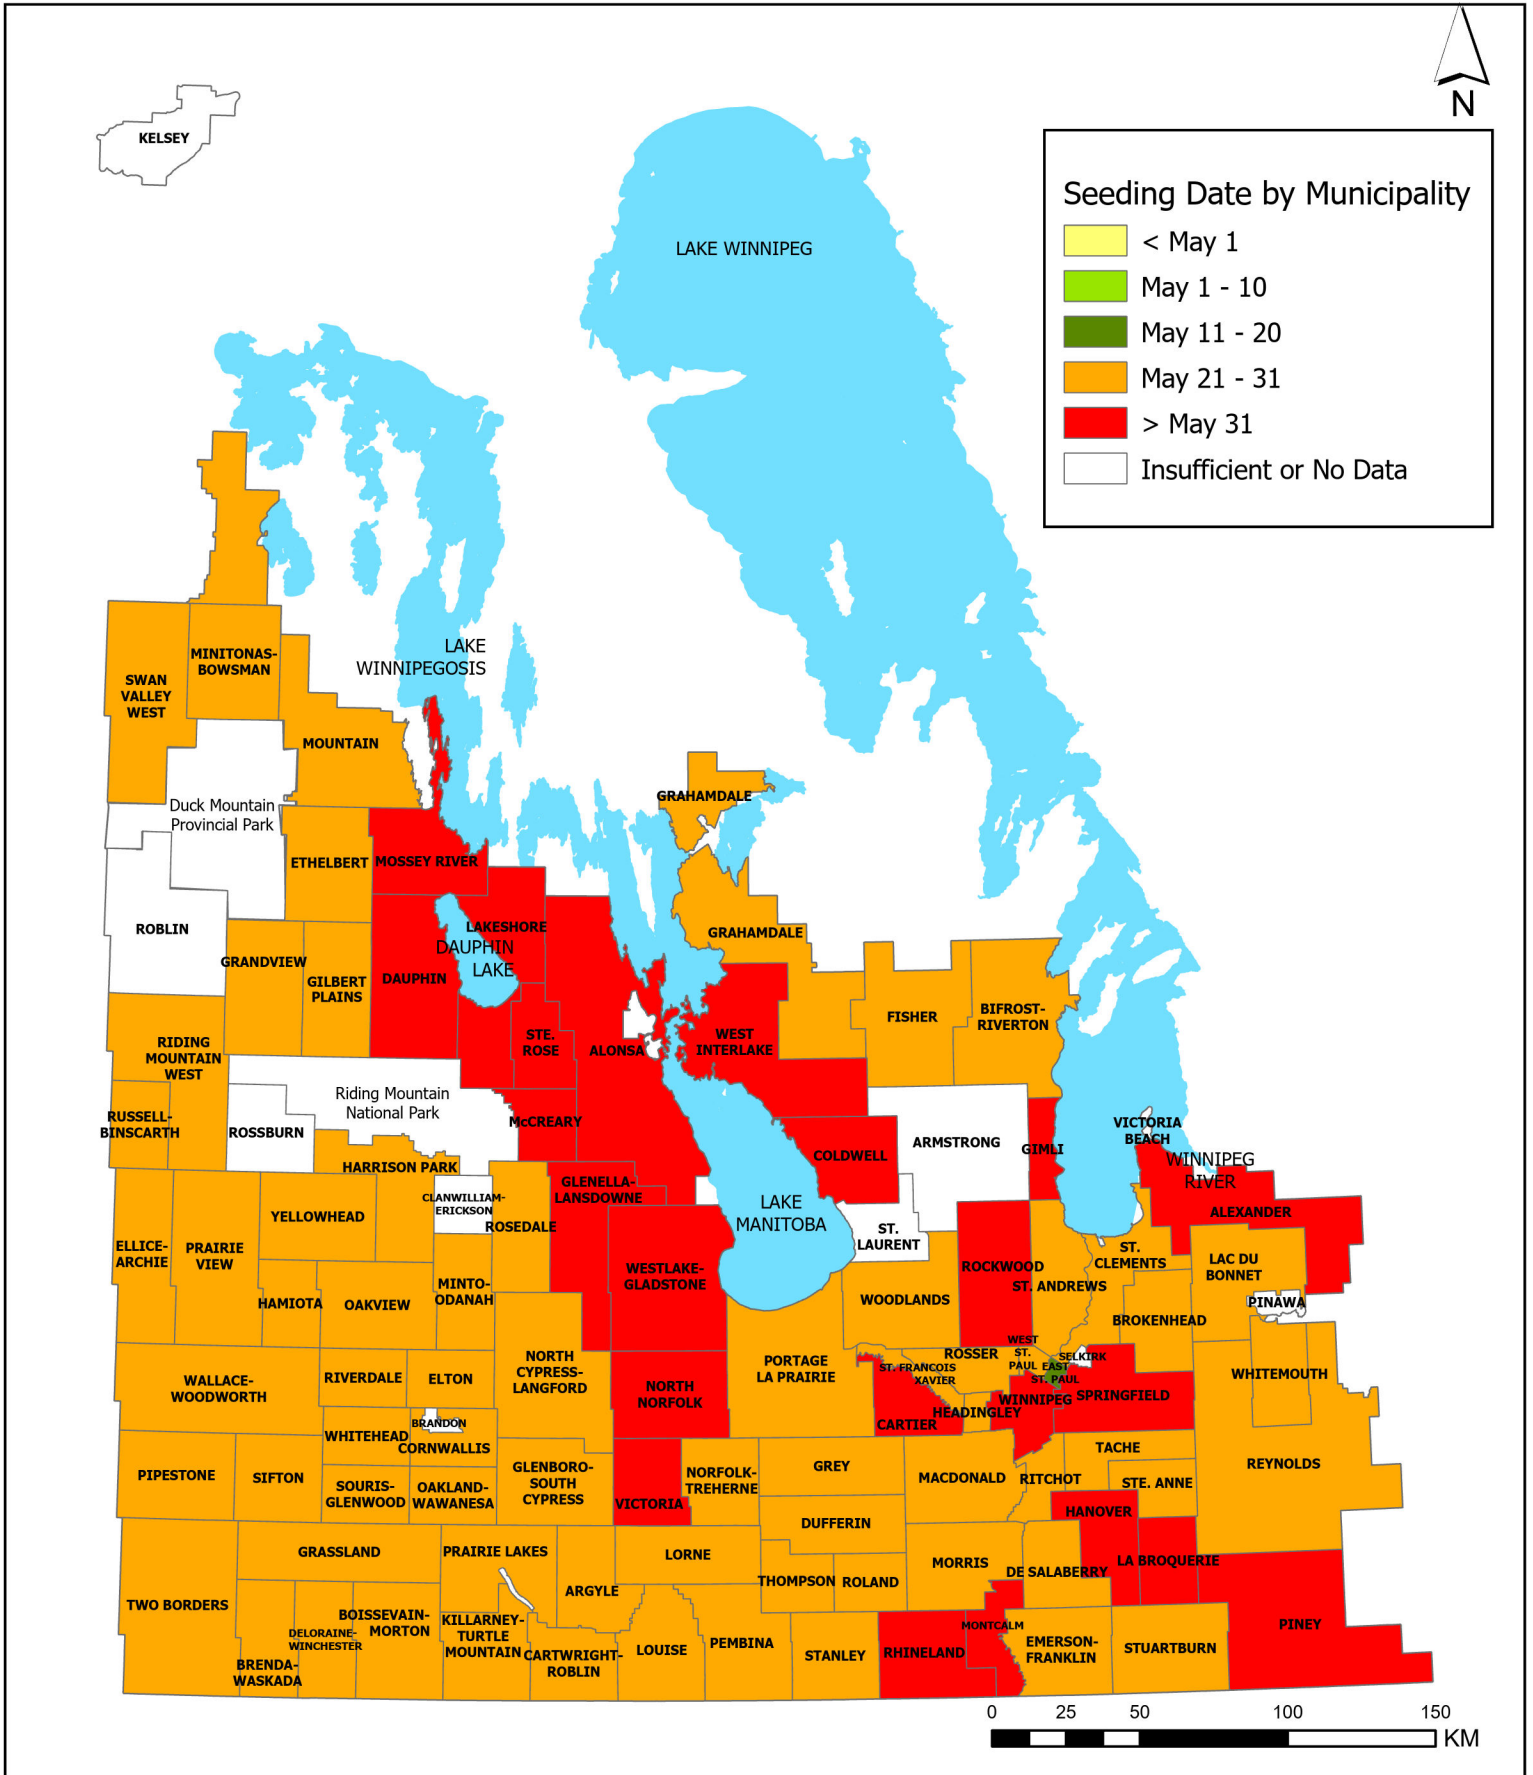 N
KELSEY
Seeding Date by Municipality
< May 1
May 1 - 10
May 11 - 20
May 21 - 31
> May 31
Insufficient or No Data
LAKE WINNIPEG
LAKE
WINNIPEGOSIS
MINITONAS-
BOWSMAN
SWAN
VALLEY
WEST
MOUNTAIN
Duck Mountain
Provincial Park
GRAHAMDALE
ETHELBERT
MOSSEY RIVER
ROBLIN
LAKESHORE
GRAHAMDALE
DAUPHIN
LAKE
GRANDVIEW
GILBERT
PLAINS
DAUPHIN
FISHER
BIFROST-
RIVERTON
RIDING
MOUNTAIN
WEST
STE.
ROSE
ALONSA
WEST
INTERLAKE
Riding Mountain
National Park
RUSSELL-
BINSCARTH
ROSSBURN
McCREARY
ARMSTRONG
GIMLI
VICTORIA
BEACH
COLDWELL
WINNIPEG
RIVER
HARRISON PARK
CLANWILLIAM-
ERICKSON
GLENELLA-
LANSDOWNE
LAKE
MANITOBA
ST.
LAURENT
ALEXANDER
YELLOWHEAD
ROSEDALE
ELLICE-
ARCHIE
PRAIRIE
VIEW
ST.
CLEMENTS
LAC DU
BONNET
ROCKWOOD
ST. ANDREWS
WESTLAKE-
GLADSTONE
MINTO-
ODANAH
HAMIOTA
OAKVIEW
WOODLANDS
PINAWA
BROKENHEAD
NORTH
CYPRESS-
LANGFORD
PORTAGE
LA PRAIRIE
ROSSER
WEST
ST.
PAUL
EAST
ST. PAUL
SELKIRK
ST. FRANCOIS
XAVIER
WHITEMOUTH
WALLACE-
WOODWORTH
RIVERDALE
ELTON
NORTH
NORFOLK
CARTIER
HEADINGLEY
WINNIPEG
SPRINGFIELD
BRANDON
WHITEHEAD
CORNWALLIS
PIPESTONE
SIFTON
SOURIS-
GLENWOOD
OAKLAND-
WAWANESA
GLENBORO-
SOUTH
CYPRESS
VICTORIA
NORFOLK-
TREHERNE
GREY
MACDONALD
RITCHOT
TACHE
STE. ANNE
REYNOLDS
HANOVER
DUFFERIN
GRASSLAND
PRAIRIE LAKES
LORNE
MORRIS
DE SALABERRY
LA BROQUERIE
ARGYLE
THOMPSON
ROLAND
TWO BORDERS
BOISSEVAIN-
MORTON
DELORAINE-
WINCHESTER
BRENDA-
WASKADA
KILLARNEY-
TURTLE
MOUNTAIN
CARTWRIGHT-
ROBLIN
LOUISE
PEMBINA
STANLEY
RHINELAND
MONTCALM
EMERSON-
FRANKLIN
STUARTBURN
PINEY
0 25 50 100 150
KM